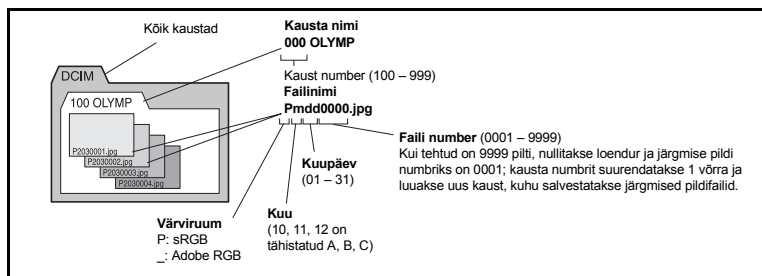 Kõik kaustad
DCIM
100 OLYMP
P2030001.jpg
P2030002.jpg
P2030003.jpg
P2030004.jpg
Kausta nimi
000 OLYMP
Kaust number (100 – 999)
Failinimi
Pmdd0000.jpg
Faili number (0001 – 9999)
Kui tehtud on 9999 pilti, nullitakse loendur ja järgmise pildi
numbriks on 0001; kausta numbrit suurendatakse 1 võrra ja
luuakse uus kaust, kuhu salvestatakse järgmised pildifailid.
Kuupäev
(01 – 31)
Kuu
(10, 11, 12 on
tähistatud A, B, C)
Värviruum
P: sRGB
_: Adobe RGB